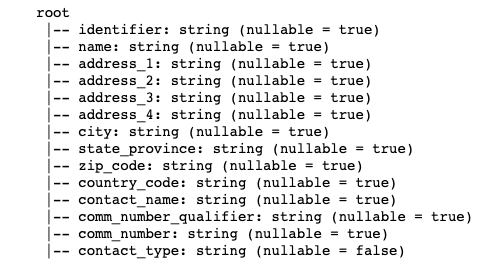 root
|-- identifier: string (nullable = true)
|-- name: string (nullable = true)
|-- address_1: string (nullable = true)
|-- address_2: string (nullable = true)
|-- address_3: string (nullable = true)
|-- address_4: string (nullable = true)
|-- city: string (nullable = true)
|-- state_province: string (nullable = true)
|-- zip_code: string (nullable = true)
|-- country_code: string (nullable = true)
|-- contact_name: string (nullable = true)
|-- comm_number_qualifier: string (nullable = true)
|-- comm_number: string (nullable = true)
|-- contact_type: string (nullable = false)